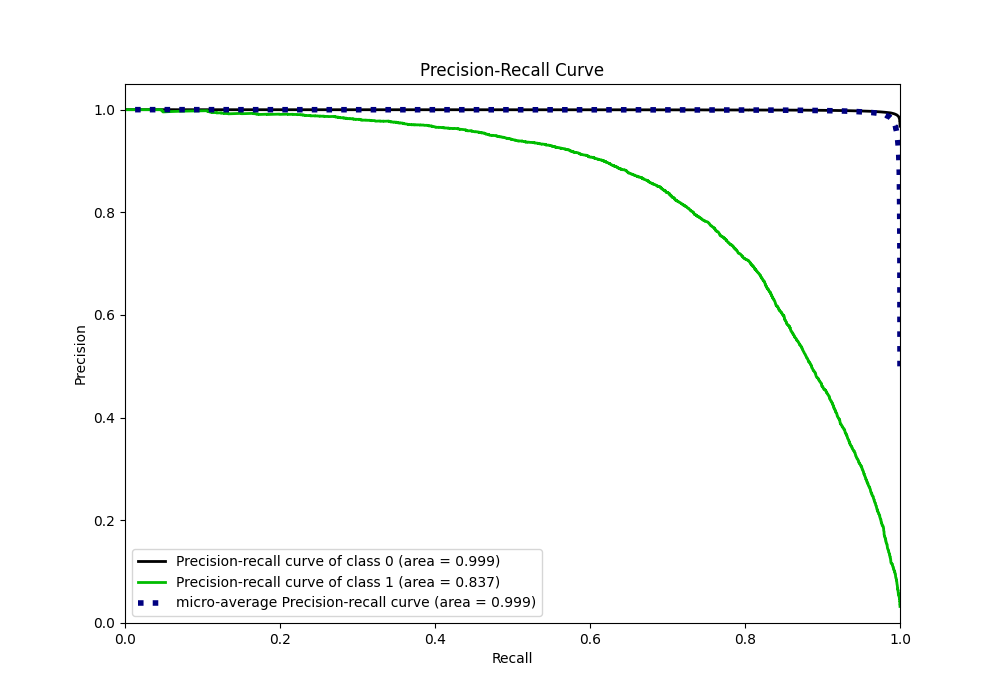 Precision-Recall Curve
1.0
0.8
0.6
0.4
0.2
0.0
Precision
Precision-recall curve of class 0 (area = 0.999)
Precision-recall curve of class 1 (area = 0.837)
micro-average Precision-recall curve (area = 0.999)
0.0 0.2 0.4 0.6 0.8 1.0
Recall